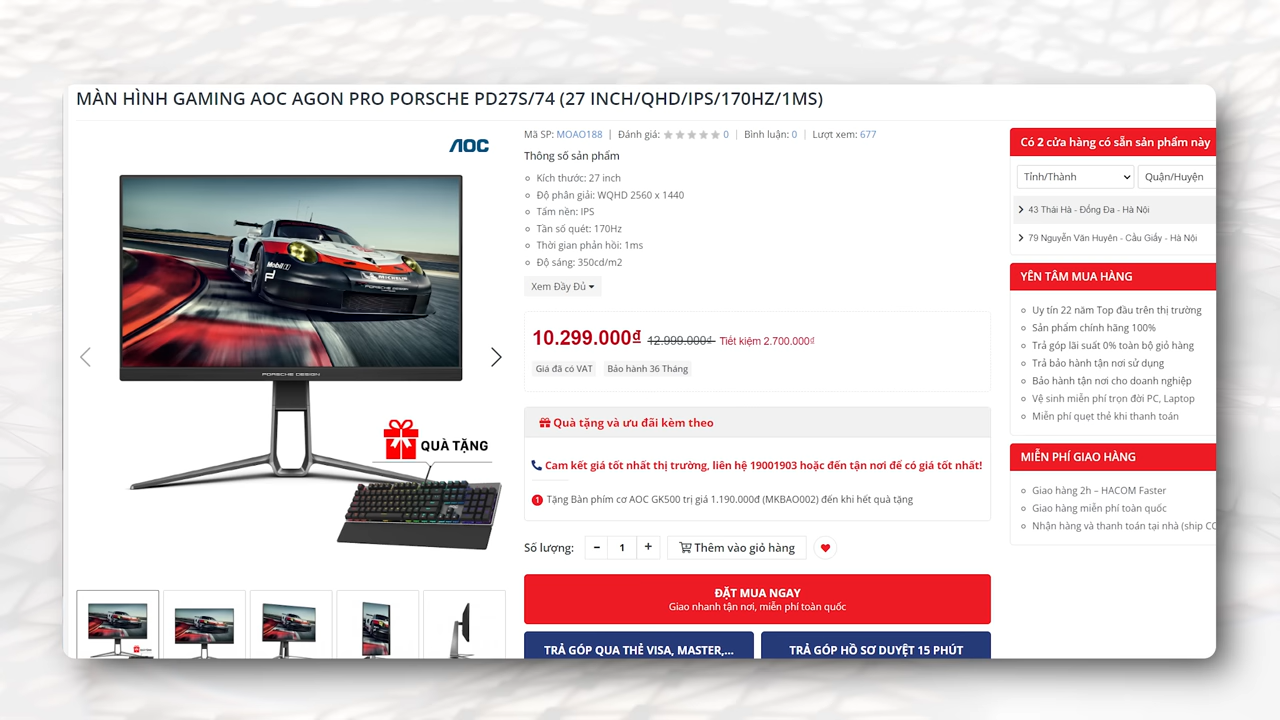 MÀN HÌNH GAMING AOC AGON PRO PORSCHE PD27S/74 (27 INCH/QHD/IPS/170HZ/1MS)
AOC
Mobil 1
MICHELIN
PORSCHE DESIGN
PORSCHE DESIGN
QUÀ TẶNG
Mã SP: MOAO188 | Đánh giá: 0 | Bình luận: 0 | Lượt xem: 677
Thông số sản phẩm
Kích thước: 27 inch
Độ phân giải: WQHD 2560 x 1440
Tấm nền: IPS
Tần số quét: 170Hz
Thời gian phản hồi: 1ms
Độ sáng: 350cd/m2
Xem Đầy Đủ
10.299.000₫ 12.999.000₫ Tiết kiệm 2.700.000₫
Giá đã có VAT Bảo hành 36 Tháng
Quà tặng và ưu đãi kèm theo
Cam kết giá tốt nhất thị trường, liên hệ 19001903 hoặc đến tận nơi để có giá tốt nhất!
1 Tặng Bàn phím cơ AOC GK500 trị giá 1.190.000đ (MKBAO002) đến khi hết quà tặng
Số lượng: - 1 + Thêm vào giỏ hàng
ĐẶT MUA NGAY
Giao nhanh tận nơi, miễn phí toàn quốc
TRẢ GÓP QUA THẺ VISA, MASTER,... TRẢ GÓP HỒ SƠ DUYỆT 15 PHÚT
Có 2 cửa hàng có sẵn sản phẩm này
Tỉnh/Thành Quận/Huyện
43 Thái Hà - Đống Đa - Hà Nội
79 Nguyễn Văn Huyên - Cầu Giấy - Hà Nội
YÊN TÂM MUA HÀNG
Uy tín 22 năm Top đầu trên thị trường
Sản phẩm chính hãng 100%
Trả góp lãi suất 0% toàn bộ giỏ hàng
Trả bảo hành tận nơi sử dụng
Bảo hành tận nơi cho doanh nghiệp
Vệ sinh miễn phí trọn đời PC, Laptop
Miễn phí quẹt thẻ khi thanh toán
MIỄN PHÍ GIAO HÀNG
Giao hàng 2h – HACOM Faster
Giao hàng miễn phí toàn quốc
Nhận hàng và thanh toán tại nhà (ship CO